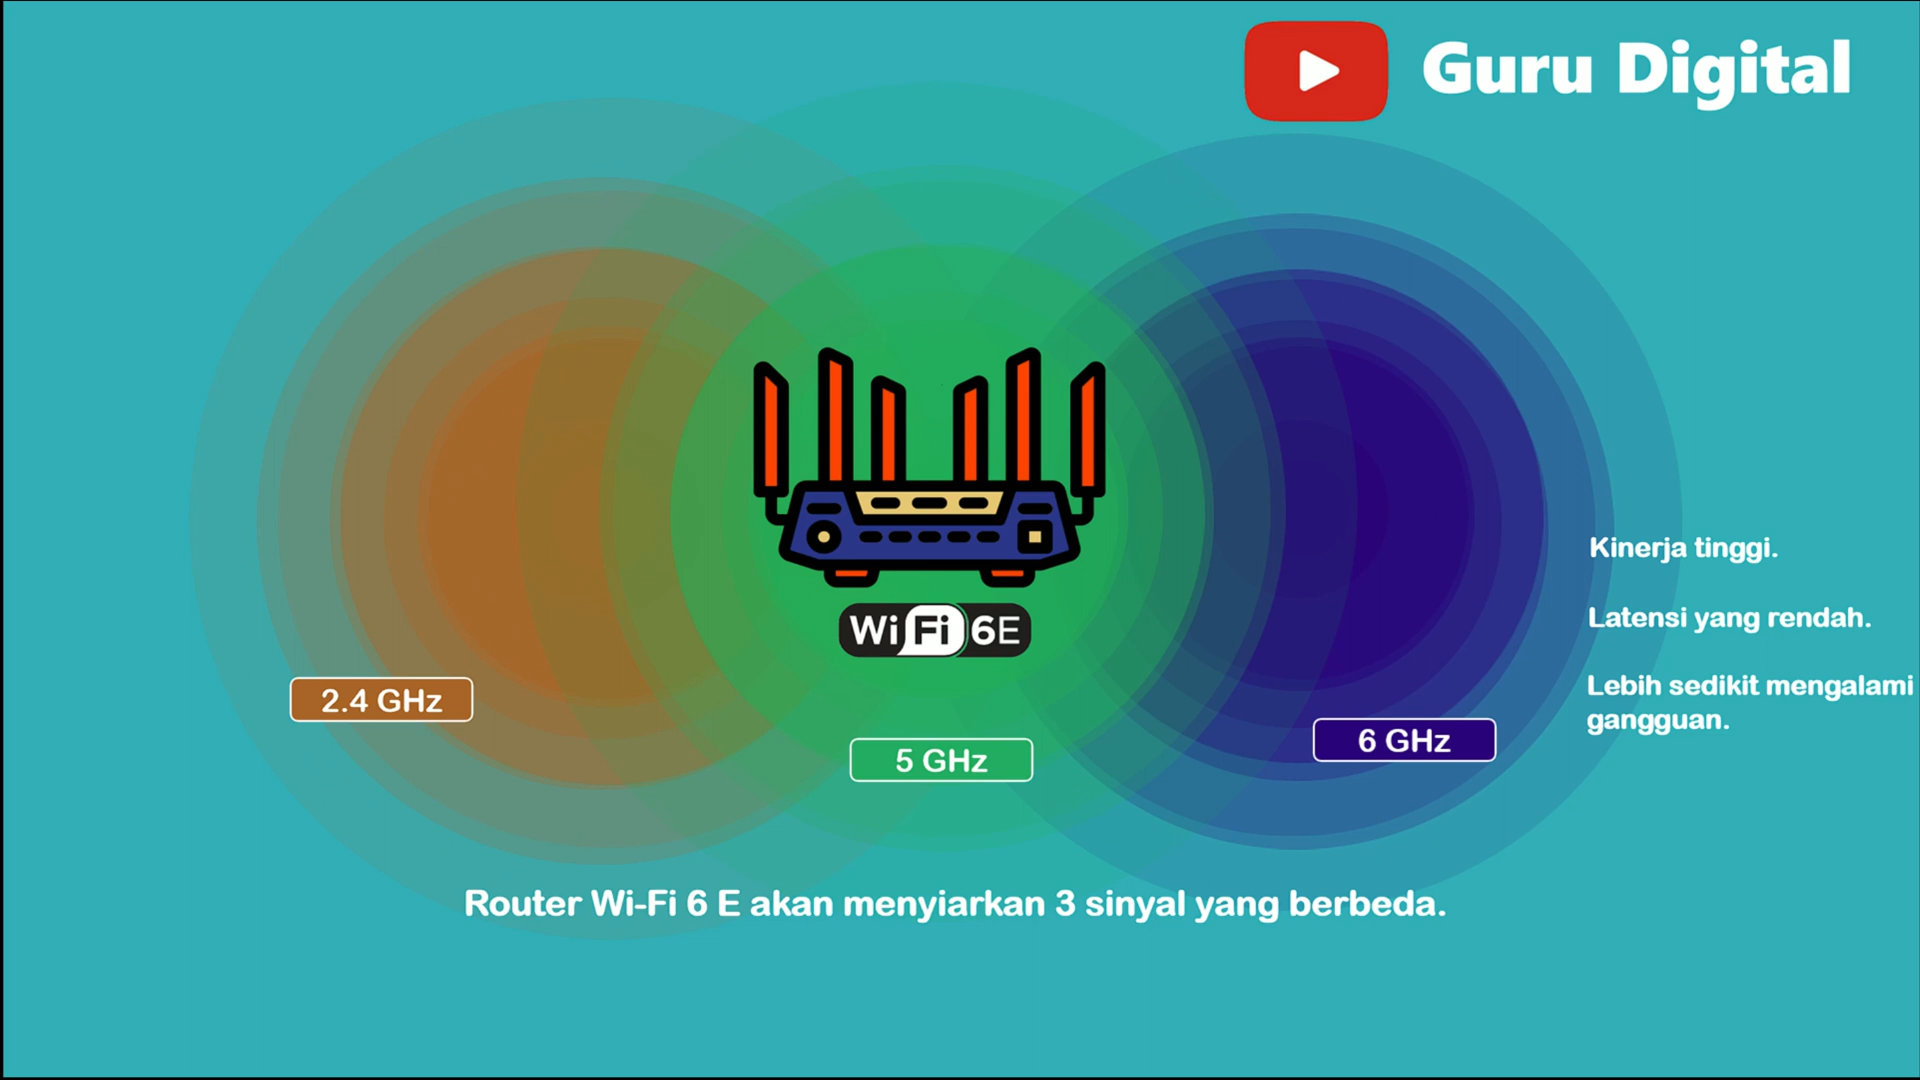 Guru Digital
WiFi 6E
Kinerja tinggi.
Latensi yang rendah.
Lebih sedikit mengalami
gangguan.
2.4 GHz
5 GHz
6 GHz
Router Wi-Fi 6 E akan menyiarkan 3 sinyal yang berbeda.